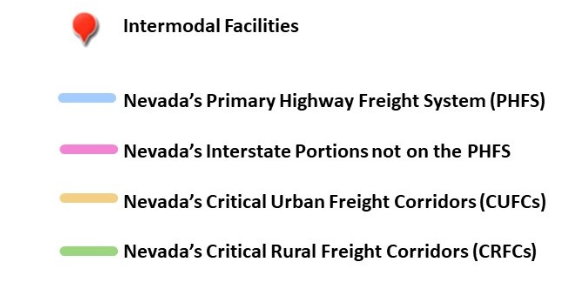 Intermodal Facilities
Nevada’s Primary Highway Freight System (PHFS)
Nevada’s Interstate Portions not on the PHFS
Nevada’s Critical Urban Freight Corridors (CUFCs)
Nevada’s Critical Rural Freight Corridors (CRFCs)